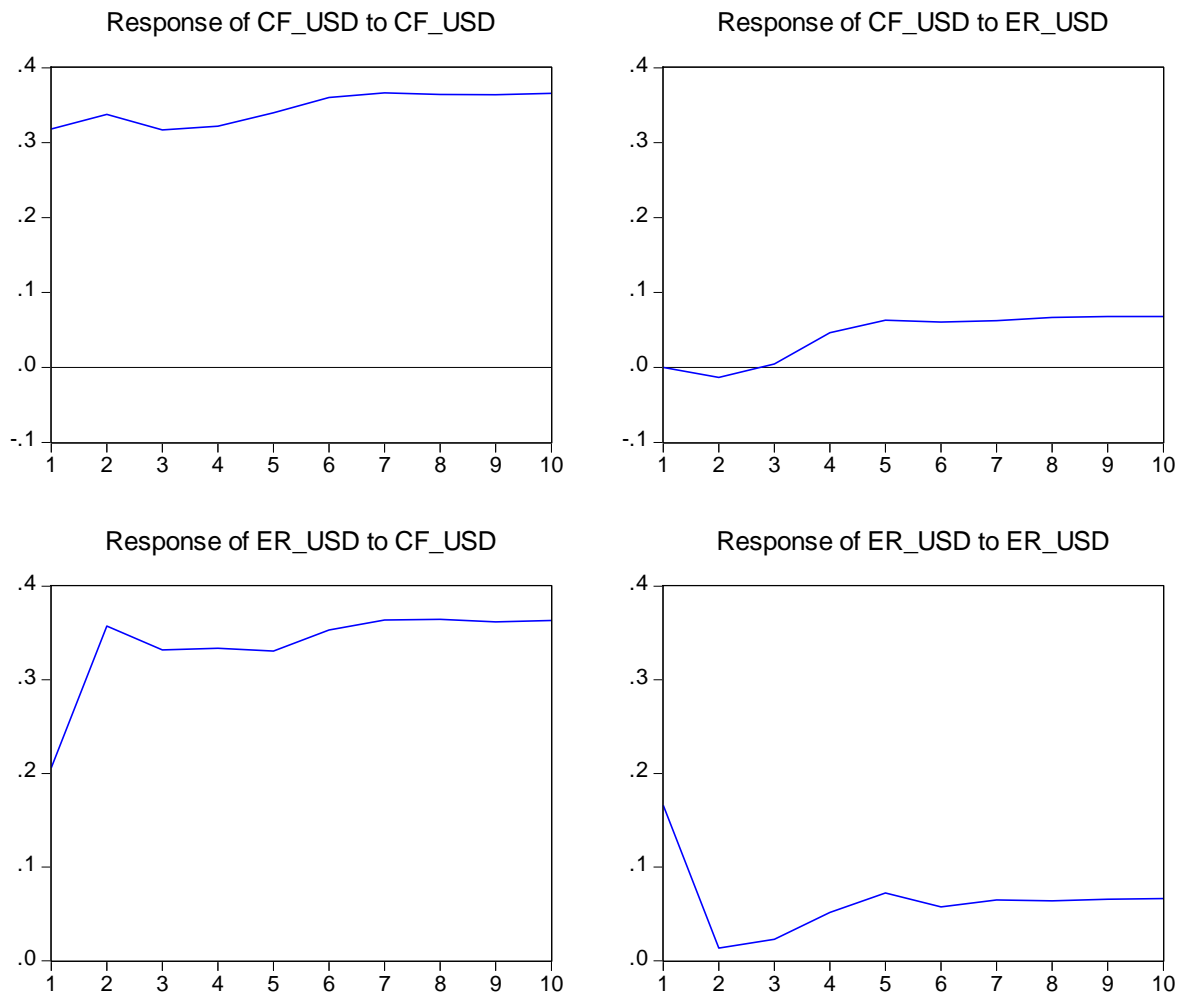 Response of CF_USD to CF_USD
.4
.3
.2
.1
.0
-.1
1 2 3 4 5 6 7 8 9 10
Response of CF_USD to ER_USD
.4
.3
.2
.1
.0
-.1
1 2 3 4 5 6 7 8 9 10
Response of ER_USD to CF_USD
.4
.3
.2
.1
.0
1 2 3 4 5 6 7 8 9 10
Response of ER_USD to ER_USD
.4
.3
.2
.1
.0
1 2 3 4 5 6 7 8 9 10